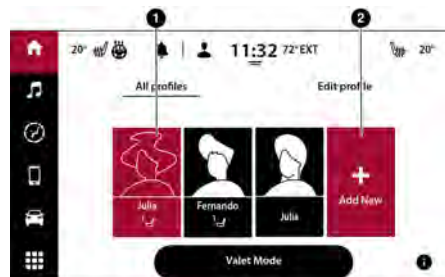 1 2
20° 11:32 72°EXT 20°
All profiles Edit profile
Julia Fernando Julia + Add New
Valet Mode